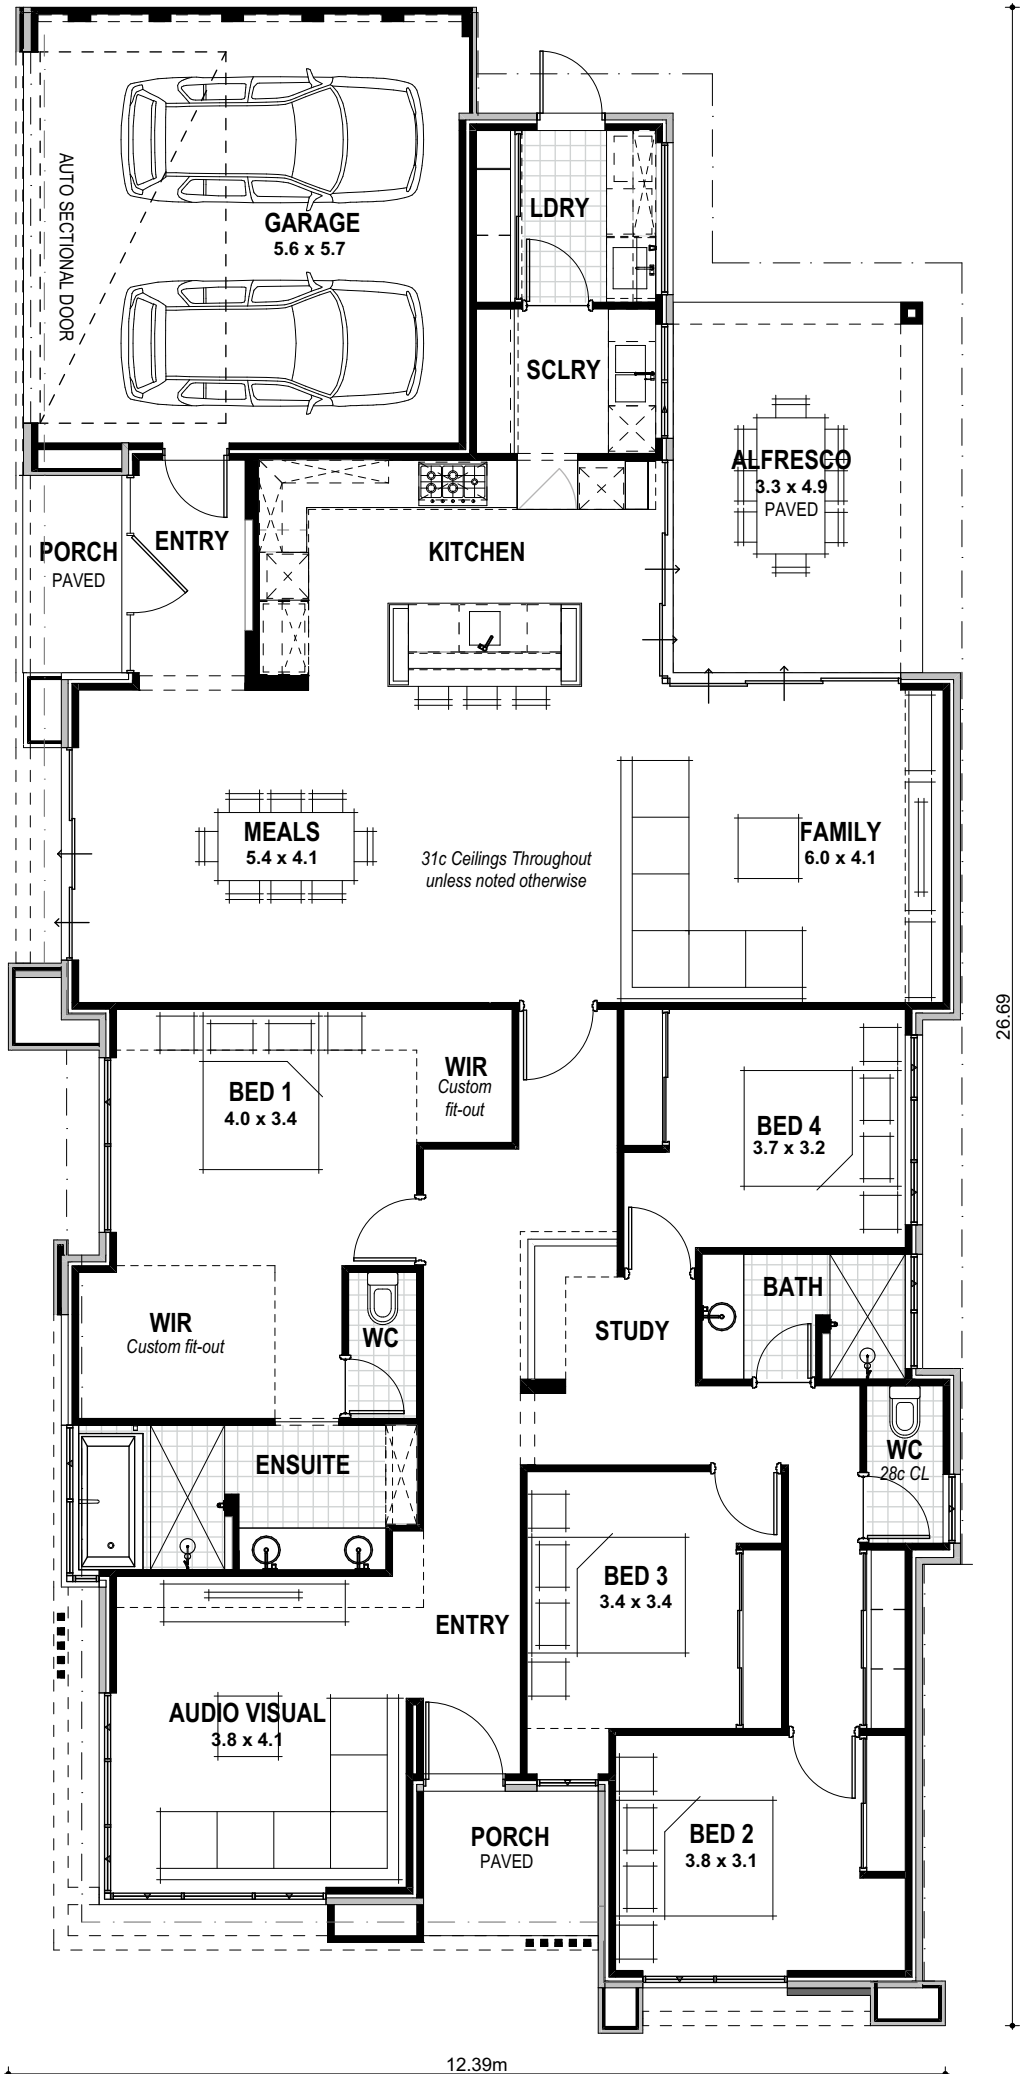 AUTO SECTIONAL DOOR
GARAGE
5.6 x 5.7
LDRY
SCLRY
ALFRESCO
3.3 x 4.9
PAVED
PORCH
PAVED
ENTRY
KITCHEN
MEALS
5.4 x 4.1
31c Ceilings Throughout
unless noted otherwise
FAMILY
6.0 x 4.1
26.69
BED 1
4.0 x 3.4
WIR
Custom
fit-out
BED 4
3.7 x 3.2
WIR
Custom fit-out
WC
STUDY
BATH
ENSUITE
WC
28c CL
BED 3
3.4 x 3.4
ENTRY
AUDIO VISUAL
3.8 x 4.1
PORCH
PAVED
BED 2
3.8 x 3.1
12.39m